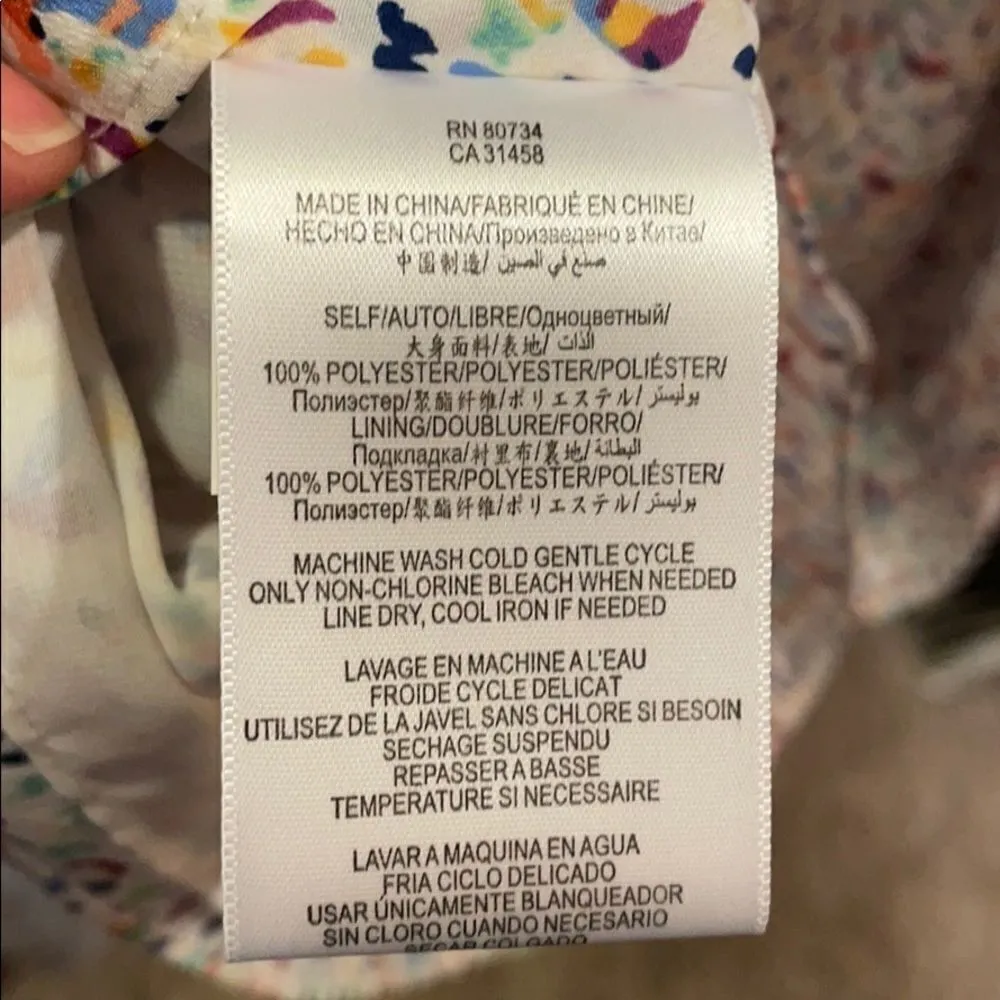 RN 80734
CA 31458
MADE IN CHINA/FABRIQUÉ EN CHINE/
HECHO EN CHINA/Произведено в Китае/
中国制造/ صنع في الصين
SELF/AUTO/LIBRE/Одноцветный/
大身面料/表地/ الذات
100% POLYESTER/POLYESTER/POLIÉSTER/
Полиэстер/聚酯纤维/ポリエステル/ بوليستر
LINING/DOUBLURE/FORRO/
Подкладка/衬里布/裏地/ البطانة
100% POLYESTER/POLYESTER/POLIÉSTER/
Полиэстер/聚酯纤维/ポリエステル/ بوليستر
MACHINE WASH COLD GENTLE CYCLE
ONLY NON-CHLORINE BLEACH WHEN NEEDED
LINE DRY, COOL IRON IF NEEDED
LAVAGE EN MACHINE A L'EAU
FROIDE CYCLE DELICAT
UTILISEZ DE LA JAVEL SANS CHLORE SI BESOIN
SECHAGE SUSPENDU
REPASSER A BASSE
TEMPERATURE SI NECESSAIRE
LAVAR A MAQUINA EN AGUA
FRIA CICLO DELICADO
USAR ÚNICAMENTE BLANQUEADOR
SIN CLORO CUANDO NECESARIO
SECAR COLGADO